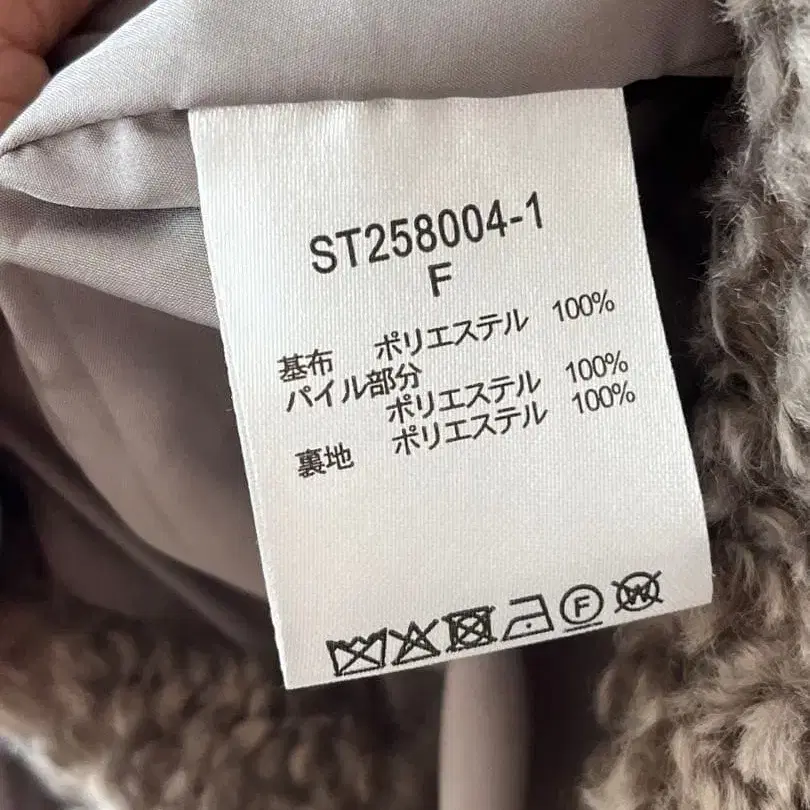 ST258004-1
F
基布 ポリエステル 100%
パイル部分
ポリエステル 100%
裏地 ポリエステル 100%
F
W